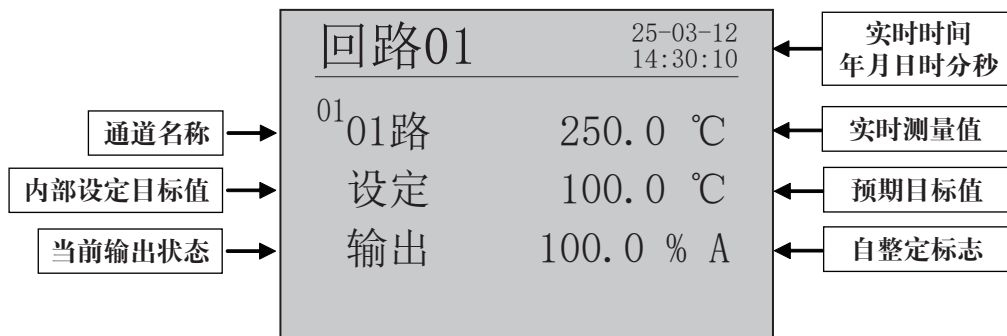 回路01
25-03-12
14:30:10
实时时间
年月日时分秒
通道名称
01 01路 250.0 ℃
实时测量值
内部设定目标值
设定 100.0 ℃
预期目标值
当前输出状态
输出 100.0 % A
自整定标志